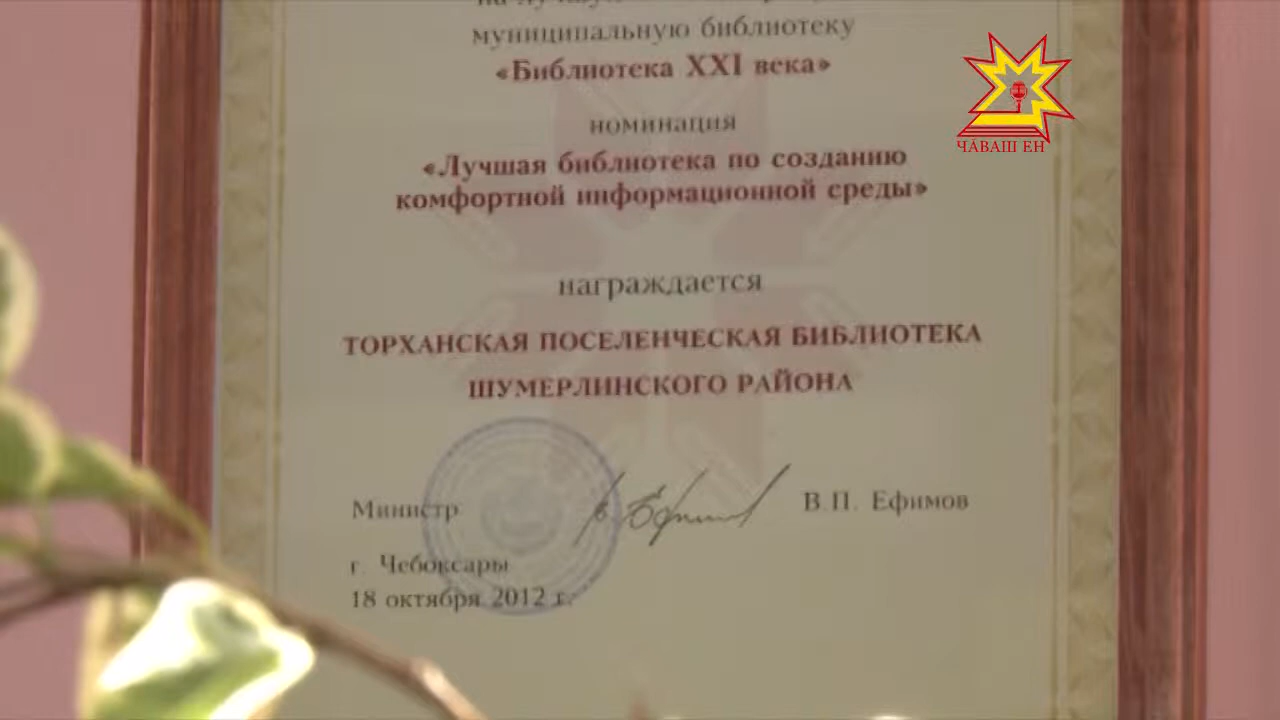 муниципальную библиотеку
«Библиотека XXI века»
номинация
«Лучшая библиотека по созданию
комфортной информационной среды»
награждается
ТОРХАНСКАЯ ПОСЕЛЕНЧЕСКАЯ БИБЛИОТЕКА
ШУМЕРЛИНСКОГО РАЙОНА
Министр
В.П. Ефимов
г. Чебоксары
18 октября 2012 г.
ЧӐВАШ ЕН